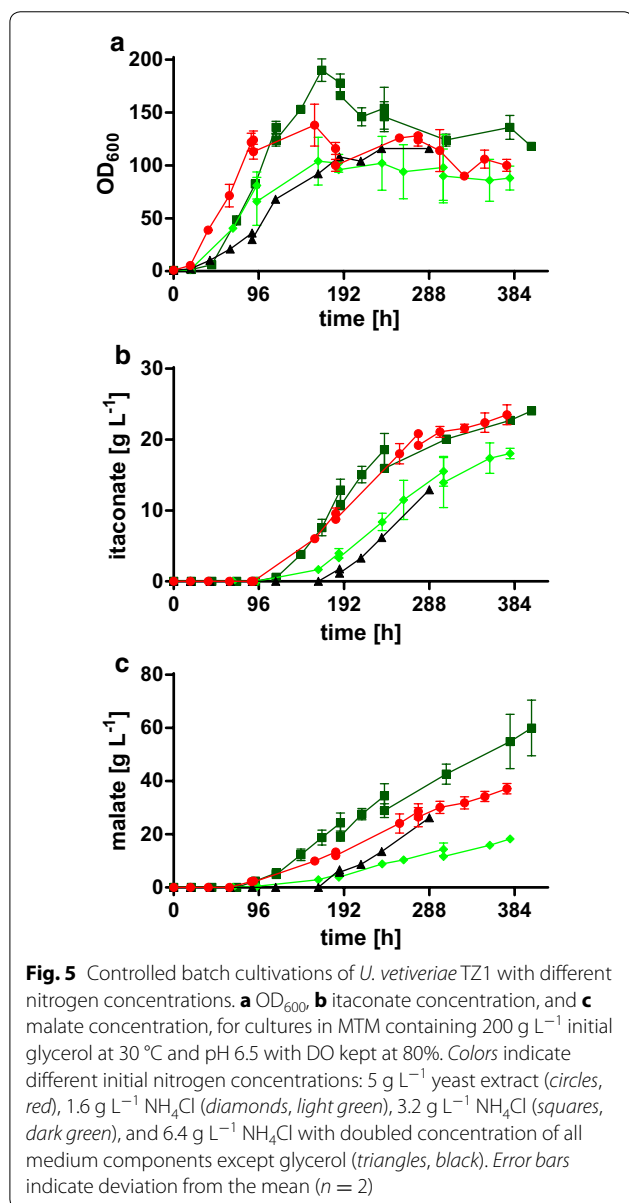 a
OD600
200
150
100
50
0
0 96 192 288 384
time [h]
b
itaconate [g L−1]
30
20
10
0
0 96 192 288 384
time [h]
c
malate [g L−1]
80
60
40
20
0
0 96 192 288 384
time [h]
Fig. 5 Controlled batch cultivations of U. vetiveriae TZ1 with different
nitrogen concentrations. a OD600, b itaconate concentration, and c
malate concentration, for cultures in MTM containing 200 g L−1 initial
glycerol at 30 °C and pH 6.5 with DO kept at 80%. Colors indicate
different initial nitrogen concentrations: 5 g L−1 yeast extract (circles,
red), 1.6 g L−1 NH4Cl (diamonds, light green), 3.2 g L−1 NH4Cl (squares,
dark green), and 6.4 g L−1 NH4Cl with doubled concentration of all
medium components except glycerol (triangles, black). Error bars
indicate deviation from the mean (n = 2)